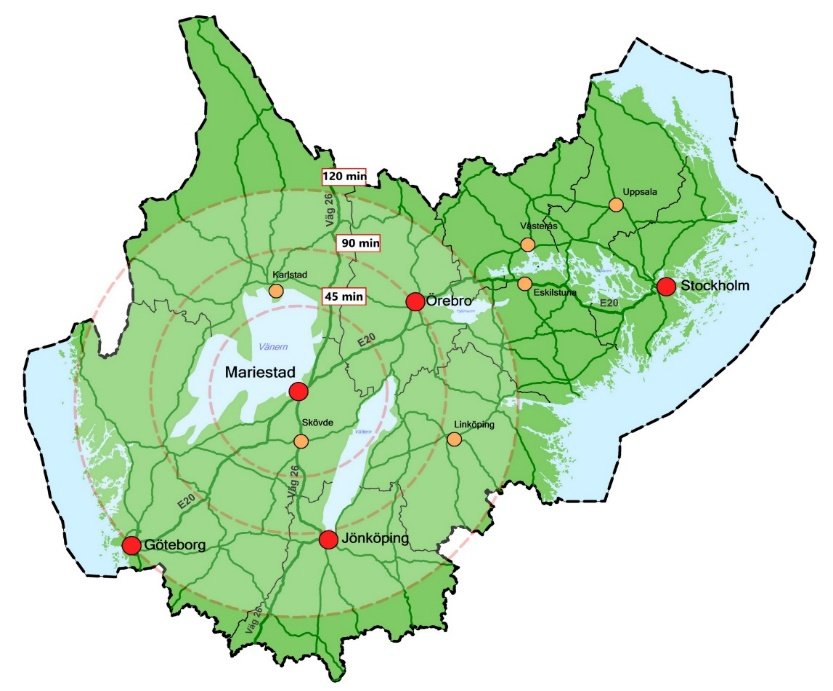 120 min
Väg 26
Uppsala
90 min
Västerås
Karlstad
45 min
Örebro
Eskilstuna
Stockholm
E20
Vänern
E20
Mariestad
Skövde
Linköping
Väg 26
E20
Göteborg
Jönköping
Väg 26